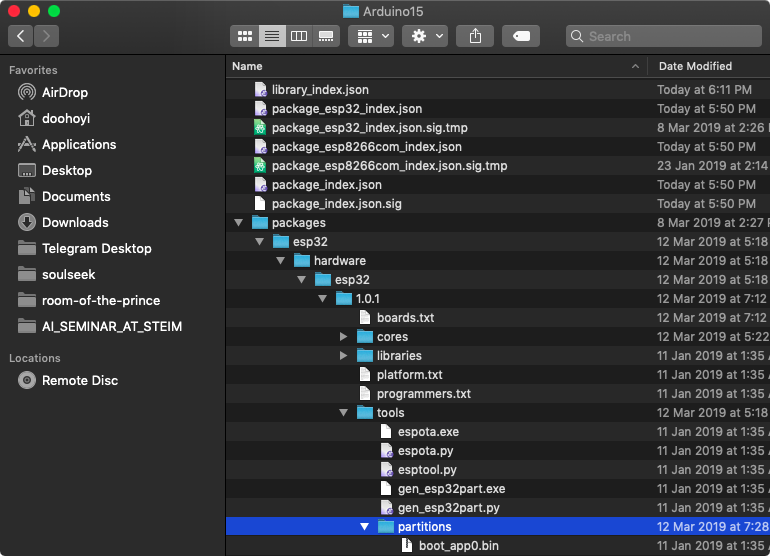 Arduino15
Search
Favorites
AirDrop
doohoyi
Applications
Desktop
Documents
Downloads
Telegram Desktop
soulseek
room-of-the-prince
AI_SEMINAR_AT_STEIM
Locations
Remote Disc
Name Date Modified
library_index.json Today at 6:11 PM
package_esp32_index.json Today at 5:50 PM
package_esp32_index.json.sig.tmp 8 Mar 2019 at 2:26
package_esp8266com_index.json Today at 5:50 PM
package_esp8266com_index.json.sig.tmp 23 Jan 2019 at 2:14
package_index.json Today at 5:50 PM
package_index.json.sig Today at 5:50 PM
packages 8 Mar 2019 at 2:27
esp32 12 Mar 2019 at 5:18
hardware 12 Mar 2019 at 5:18
esp32 12 Mar 2019 at 5:18
1.0.1 12 Mar 2019 at 7:12
boards.txt 12 Mar 2019 at 7:12
cores 12 Mar 2019 at 5:22
libraries 11 Jan 2019 at 1:35
platform.txt 11 Jan 2019 at 1:35
programmers.txt 11 Jan 2019 at 1:35
tools 12 Mar 2019 at 5:18
espota.exe 11 Jan 2019 at 1:35
espota.py 11 Jan 2019 at 1:35
esptool.py 11 Jan 2019 at 1:35
gen_esp32part.exe 11 Jan 2019 at 1:35
gen_esp32part.py 11 Jan 2019 at 1:35
partitions 12 Mar 2019 at 7:28
boot_app0.bin 11 Jan 2019 at 1:35